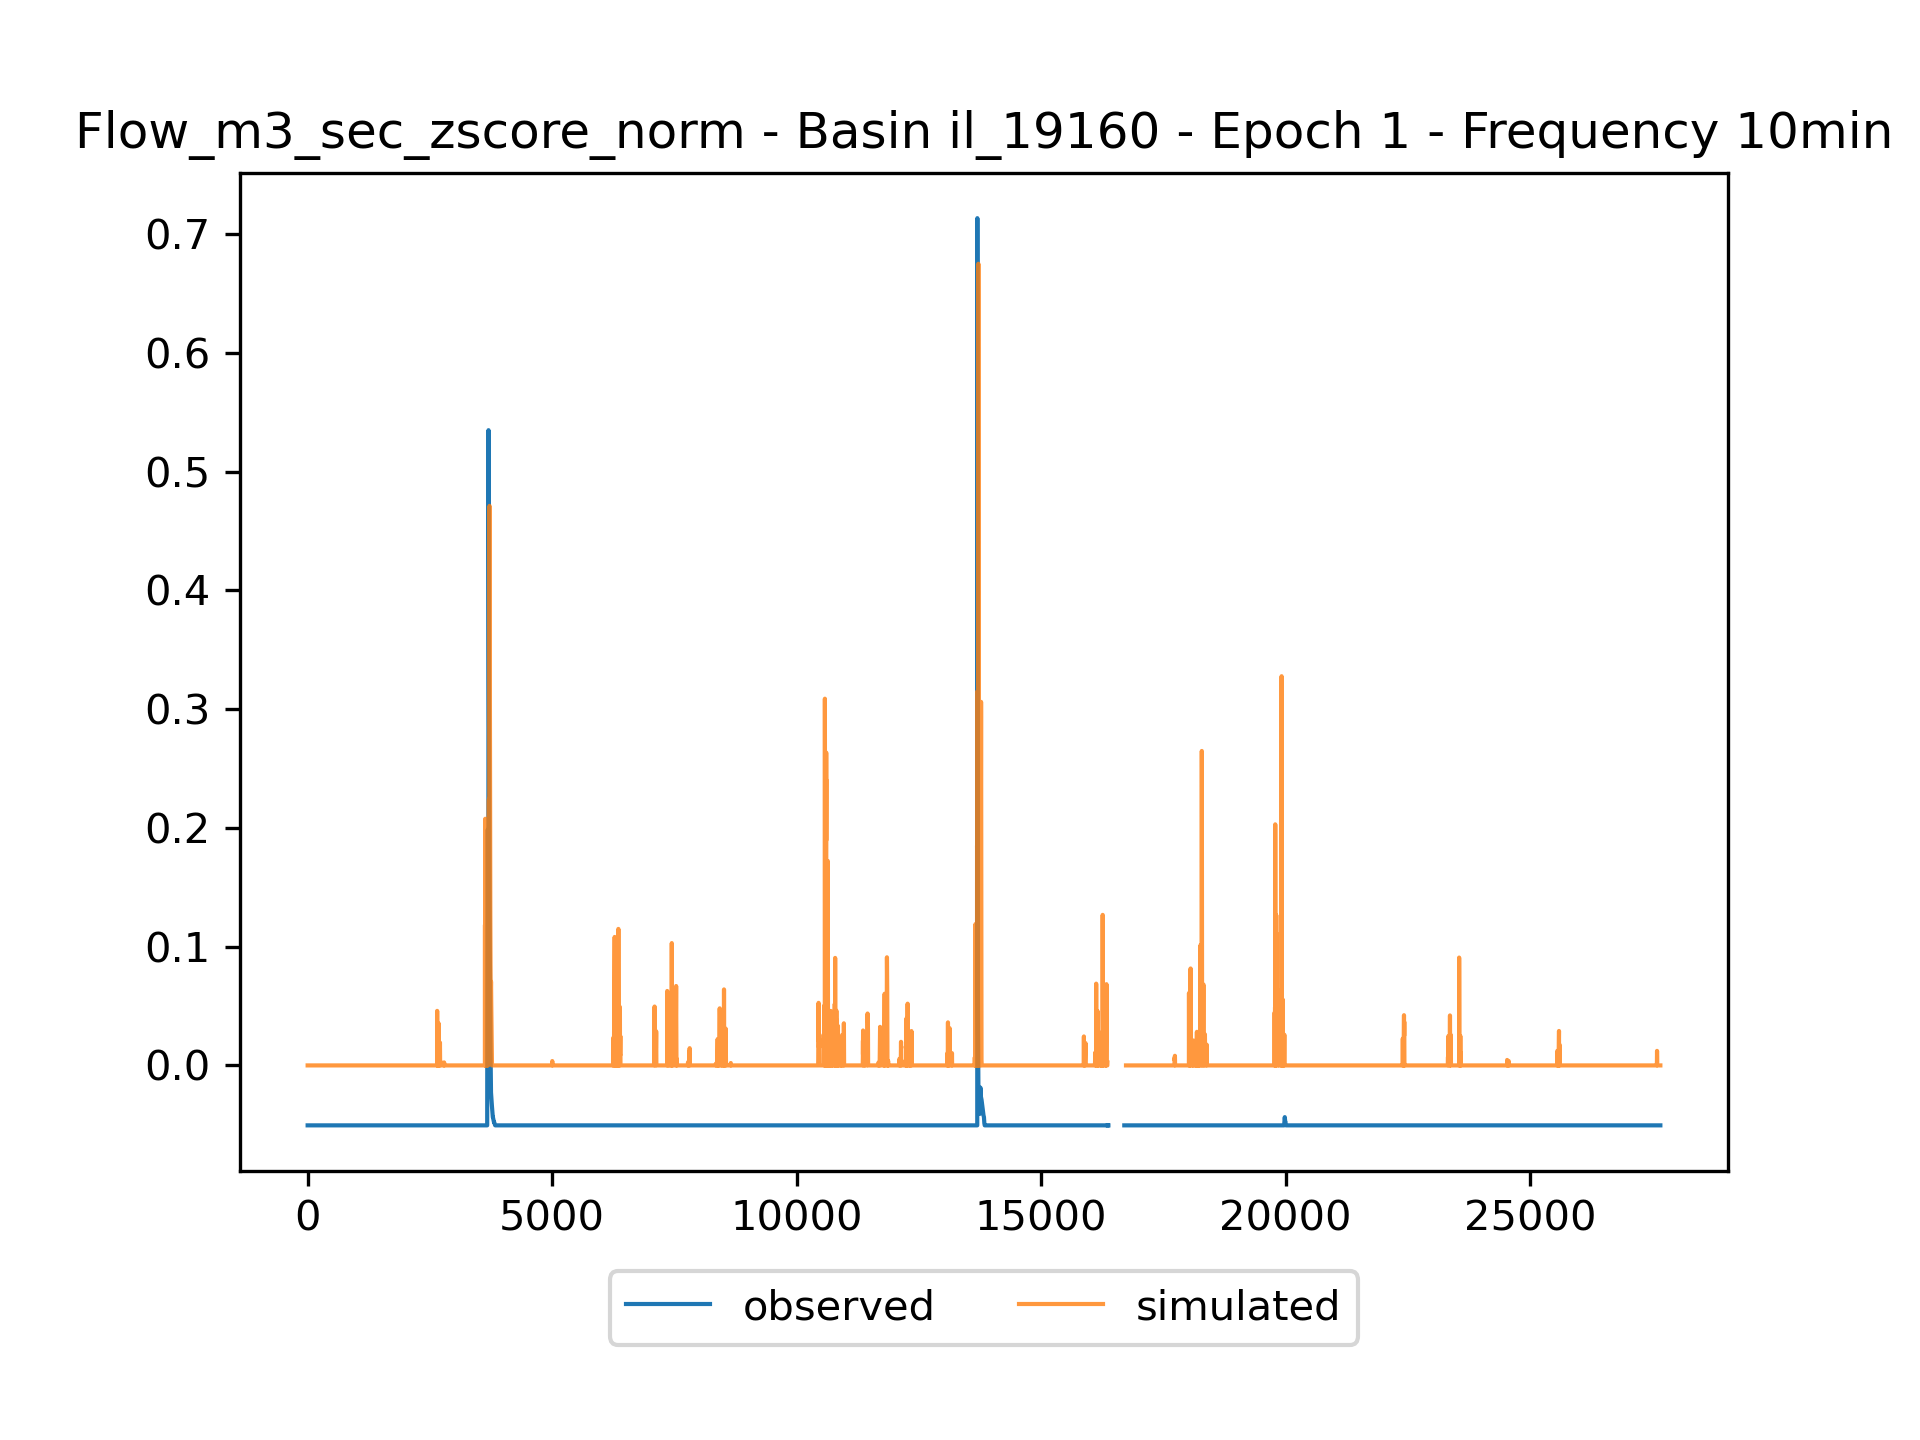 Flow_m3_sec_zscore_norm - Basin il_19160 - Epoch 1 - Frequency 10min
0.7
0.6
0.5
0.4
0.3
0.2
0.1
0.0
0 5000 10000 15000 20000 25000
observed simulated